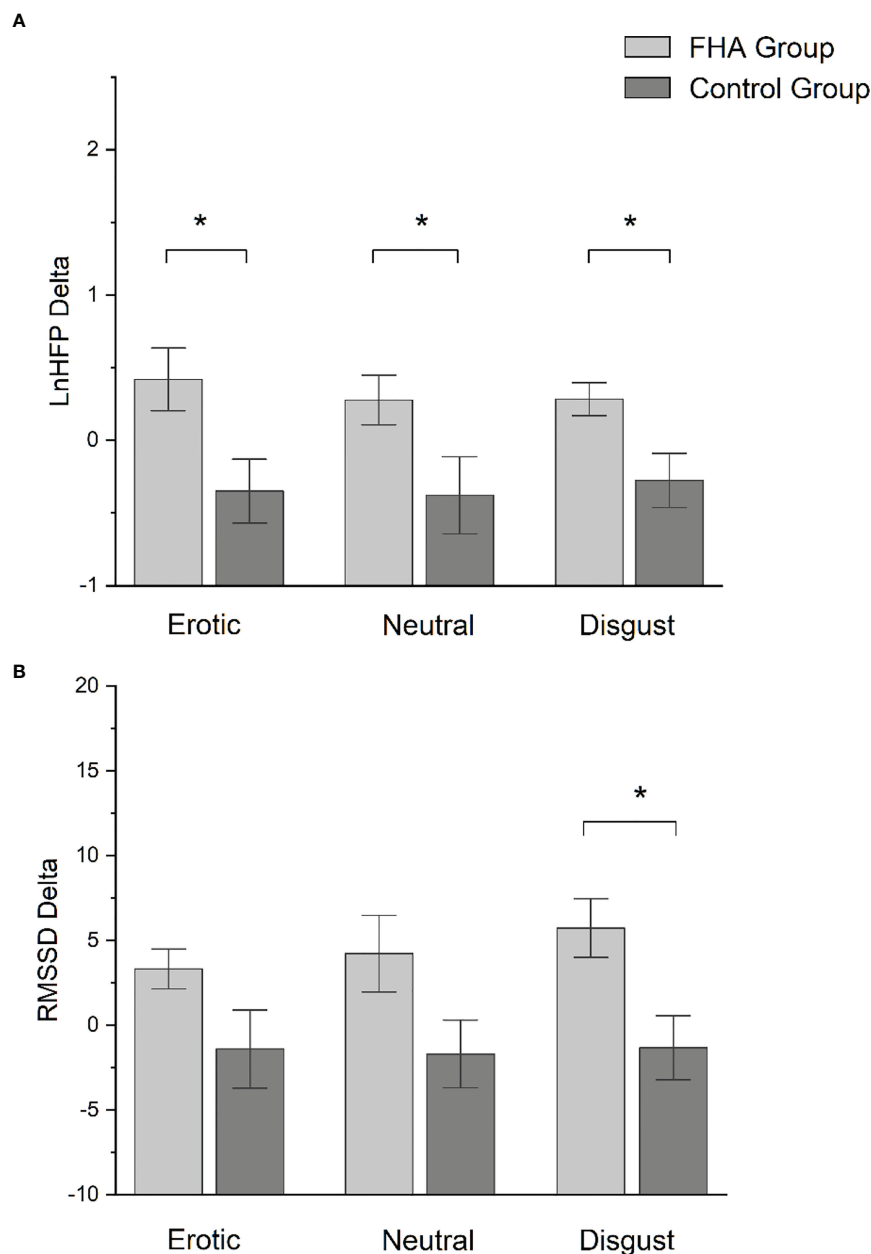 A
FHA Group
Control Group
2
1
0
-1
LnHFP Delta
*
*
*
Erotic
Neutral
Disgust
B
20
15
10
5
0
-5
-10
RMSSD Delta
*
Erotic
Neutral
Disgust